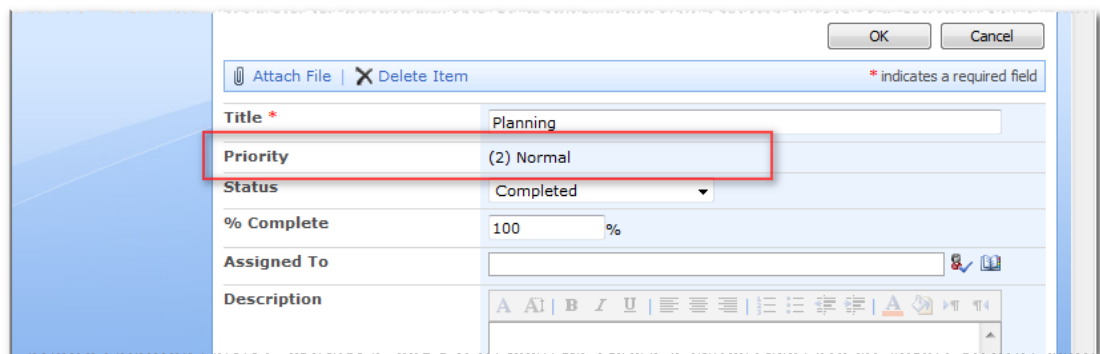 OK Cancel
Attach File | Delete Item * indicates a required field
Title * Planning
Priority (2) Normal
Status Completed
% Complete 100 %
Assigned To
Description
A A | B I U | A